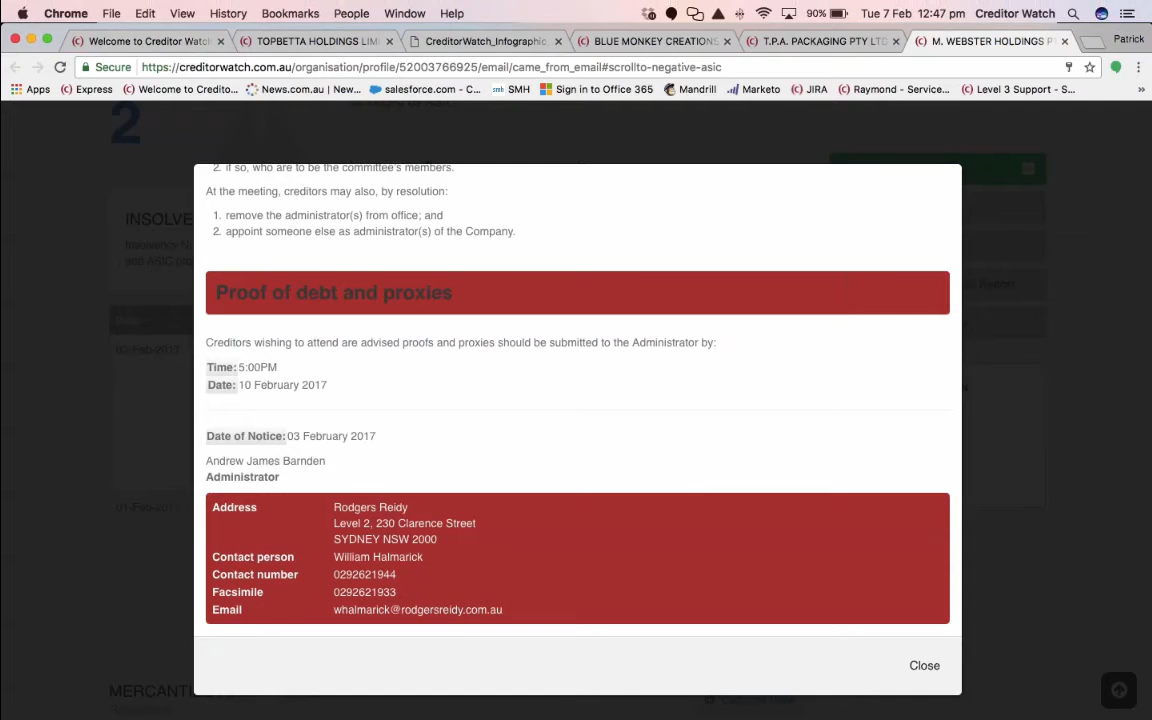 Chrome File Edit View History Bookmarks People Window Help 90% Tue 7 Feb 12:47 pm Creditor Watch
Welcome to Creditor Watch TOPBETTA HOLDINGS LIMI CreditorWatch_Infographic_ BLUE MONKEY CREATIONS T.P.A. PACKAGING PTY LTD M. WEBSTER HOLDINGS P Patrick
Secure https://creditorwatch.com.au/organisation/profile/52003766925/email/came_from_email#scrollto-negative-asic
Apps Express Welcome to Credito... News.com.au | New... salesforce.com - C... smh SMH Sign in to Office 365 Mandrill Marketo JIRA Raymond - Service... Level 3 Support - S... »
2
2. if so, who are to be the committee's members.
At the meeting, creditors may also, by resolution:
1. remove the administrator(s) from office; and
2. appoint someone else as administrator(s) of the Company.
INSOLVE
Proof of debt and proxies
Creditors wishing to attend are advised proofs and proxies should be submitted to the Administrator by:
Time: 5:00PM
Date: 10 February 2017
Date of Notice: 03 February 2017
Andrew James Barnden
Administrator
Address Rodgers Reidy
Level 2, 230 Clarence Street
SYDNEY NSW 2000
Contact person William Halmarick
Contact number 0292621944
Facsimile 0292621933
Email whalmarick@rodgersreidy.com.au
Close
MERCANTI